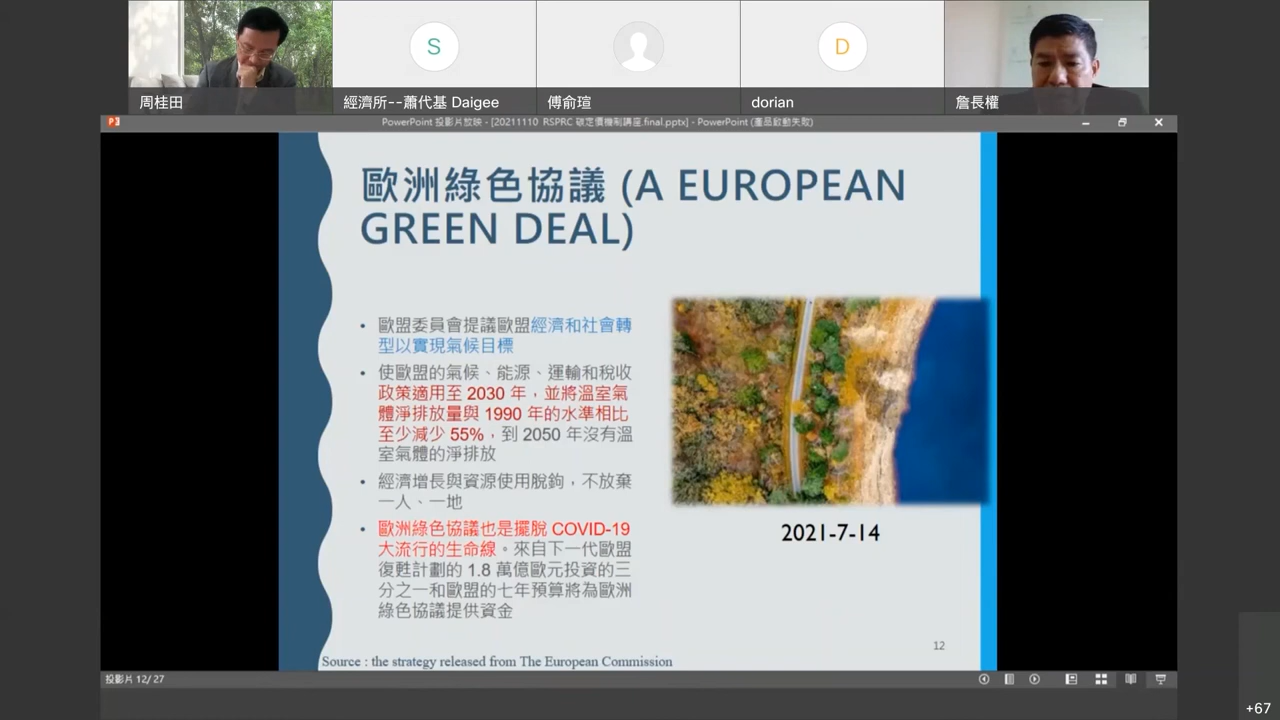 S
D
周桂田
經濟所--蕭代基 Daigee
傅俞瑄
dorian
詹長權
PowerPoint 投影片放映 - [20211110 RSPRC 碳定價機制講座.final.pptx] - PowerPoint (產品啟動失敗)
歐洲綠色協議 (A EUROPEAN
GREEN DEAL)
• 歐盟委員會提議歐盟經濟和社會轉
型以實現氣候目標
• 使歐盟的氣候、能源、運輸和稅收
政策適用至 2030 年，並將溫室氣
體淨排放量與 1990 年的水準相比
至少減少 55%，到 2050 年沒有溫
室氣體的淨排放
• 經濟增長與資源使用脫鉤，不放棄
一人、一地
• 歐洲綠色協議也是擺脫 COVID-19
大流行的生命線。來自下一代歐盟
復甦計劃的 1.8 萬億歐元投資的三
分之一和歐盟的七年預算將為歐洲
綠色協議提供資金
2021-7-14
12
Source : the strategy released from The European Commission
投影片 12/ 27
+67